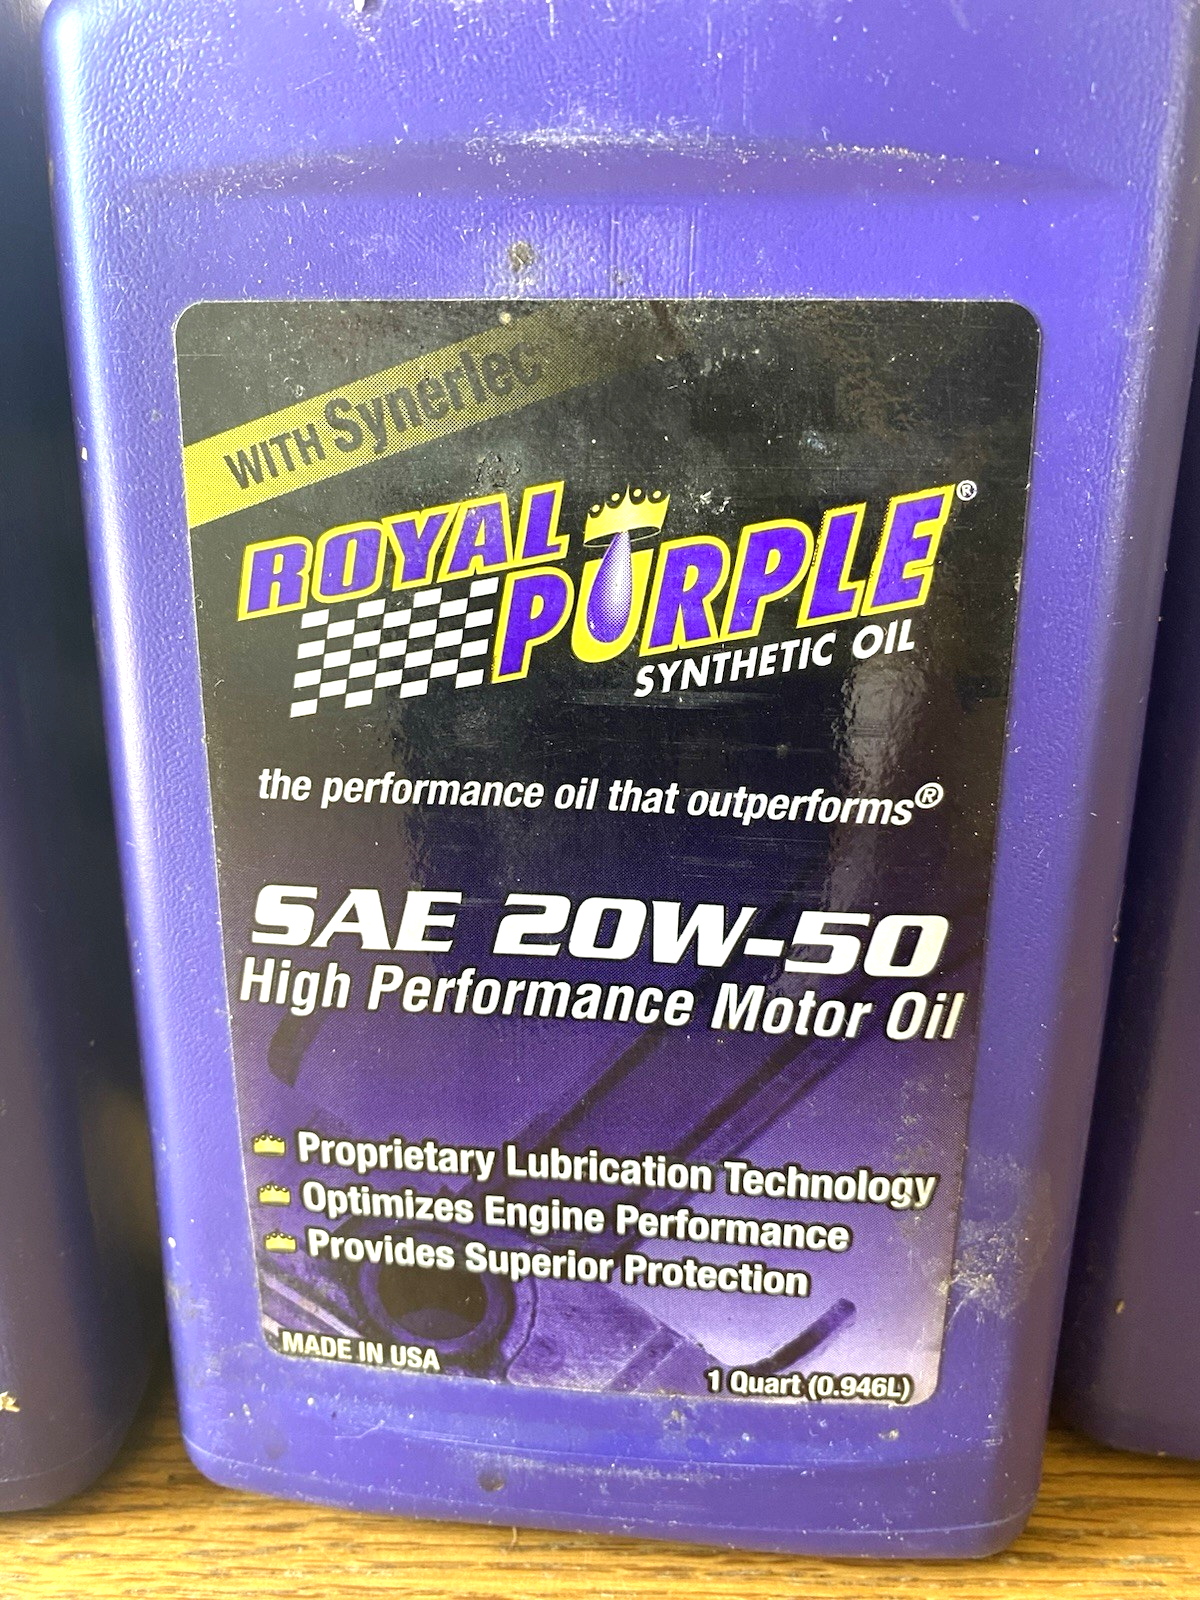 WITH Synerlec
ROYAL
PURPLE®
SYNTHETIC OIL
the performance oil that outperforms®
SAE 20W-50
High Performance Motor Oil
Proprietary Lubrication Technology
Optimizes Engine Performance
Provides Superior Protection
MADE IN USA
1 Quart (0.946L)